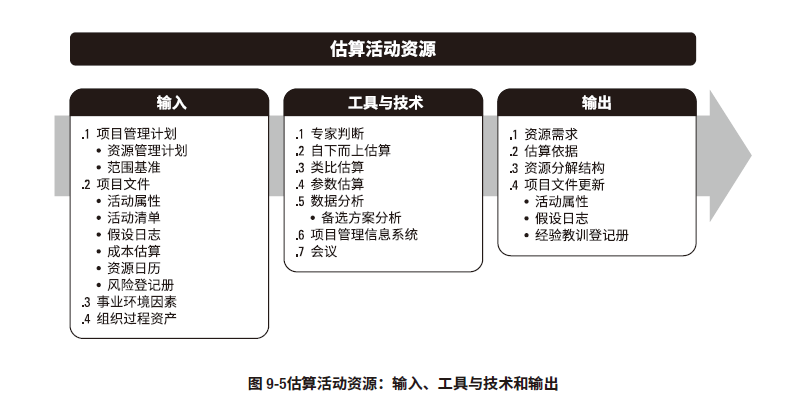 估算活动资源
输入
.1 项目管理计划
• 资源管理计划
• 范围基准
.2 项目文件
• 活动属性
• 活动清单
• 假设日志
• 成本估算
• 资源日历
• 风险登记册
.3 事业环境因素
.4 组织过程资产
工具与技术
.1 专家判断
.2 自下而上估算
.3 类比估算
.4 参数估算
.5 数据分析
• 备选方案分析
.6 项目管理信息系统
.7 会议
输出
.1 资源需求
.2 估算依据
.3 资源分解结构
.4 项目文件更新
• 活动属性
• 假设日志
• 经验教训登记册
图 9-5估算活动资源：输入、工具与技术和输出